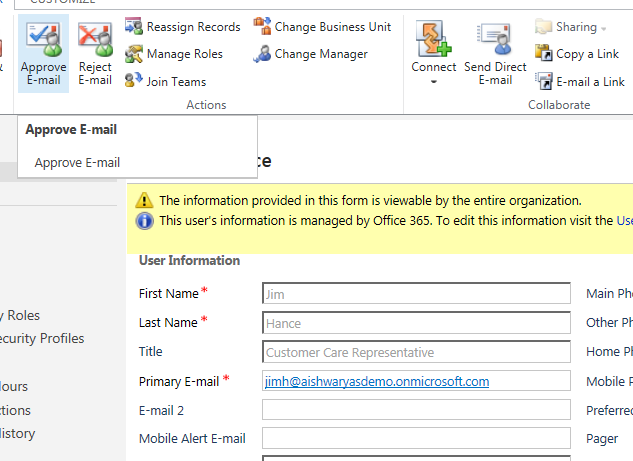 CUSTOMIZE
Approve E-mail
Reject E-mail
Reassign Records
Manage Roles
Join Teams
Change Business Unit
Change Manager
Actions
Connect
Send Direct E-mail
Sharing
Copy a Link
E-mail a Link
Collaborate
Approve E-mail
Approve E-mail
ce
The information provided in this form is viewable by the entire organization.
This user's information is managed by Office 365. To edit this information visit the Use
User Information
First Name * Jim Main Pho
Last Name * Hance Other Ph
Title Customer Care Representative Home Ph
Primary E-mail * jimh@aishwaryasdemo.onmicrosoft.com Mobile P
E-mail 2 Preferre
Mobile Alert E-mail Pager
y Roles
ecurity Profiles
ours
ctions
istory